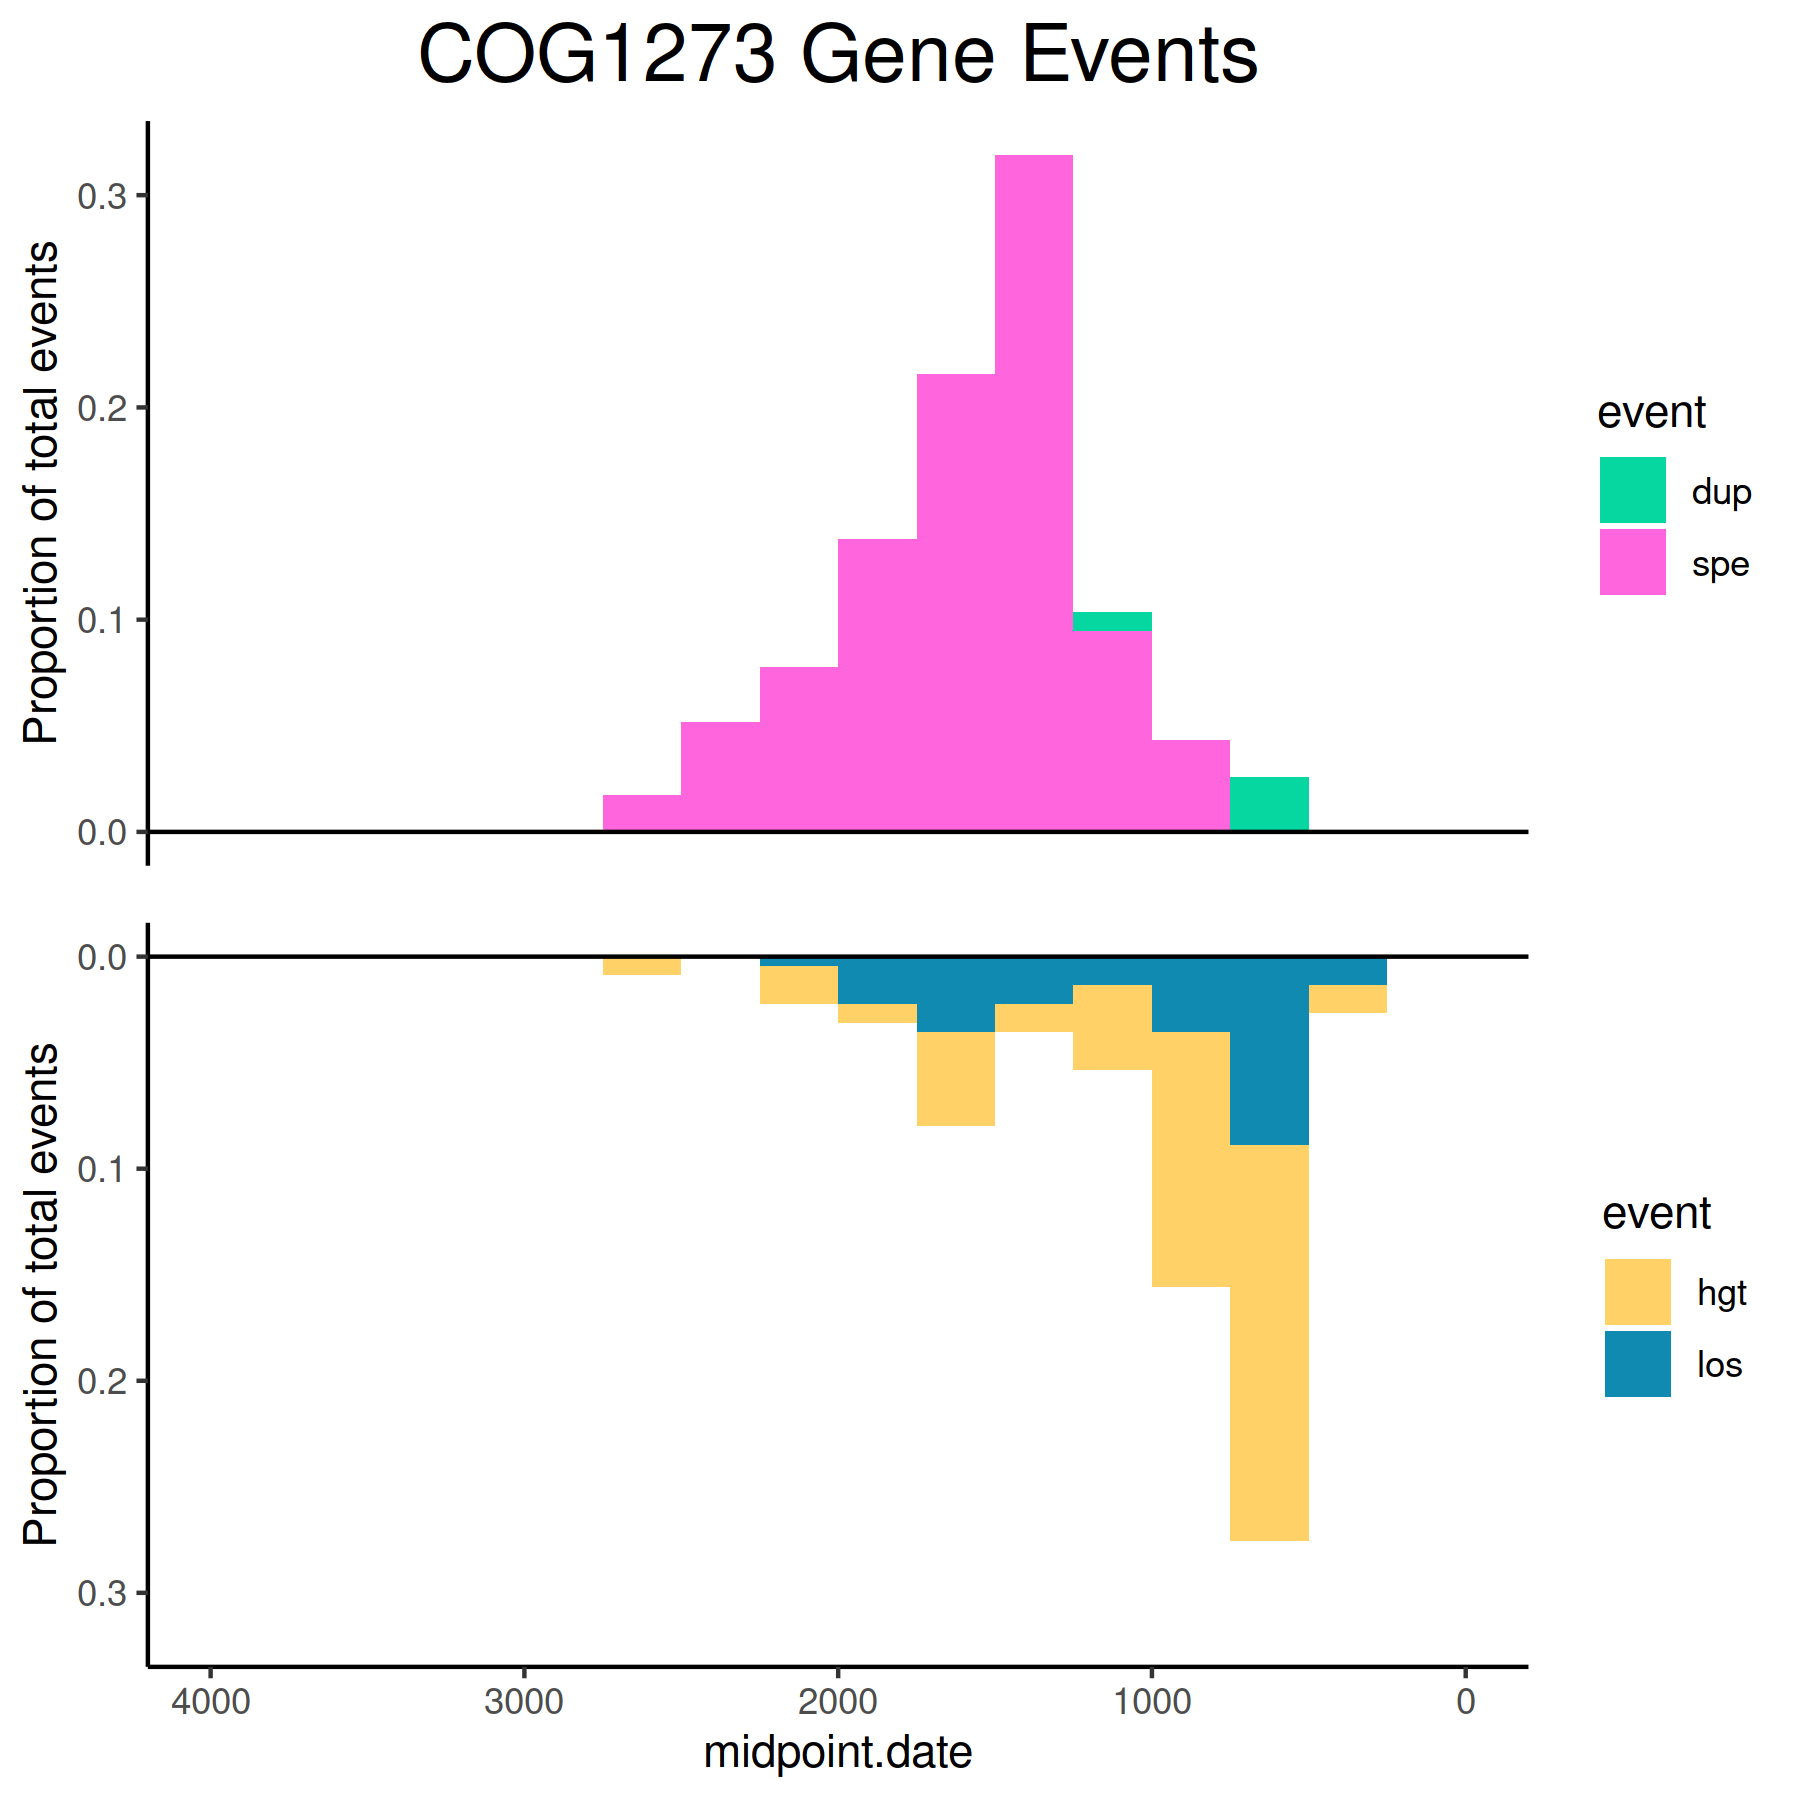 COG1273 Gene Events
Proportion of total events
0.3
0.2
0.1
0.0
event
dup
spe
Proportion of total events
0.0
0.1
0.2
0.3
event
hgt
los
4000 3000 2000 1000 0
midpoint.date